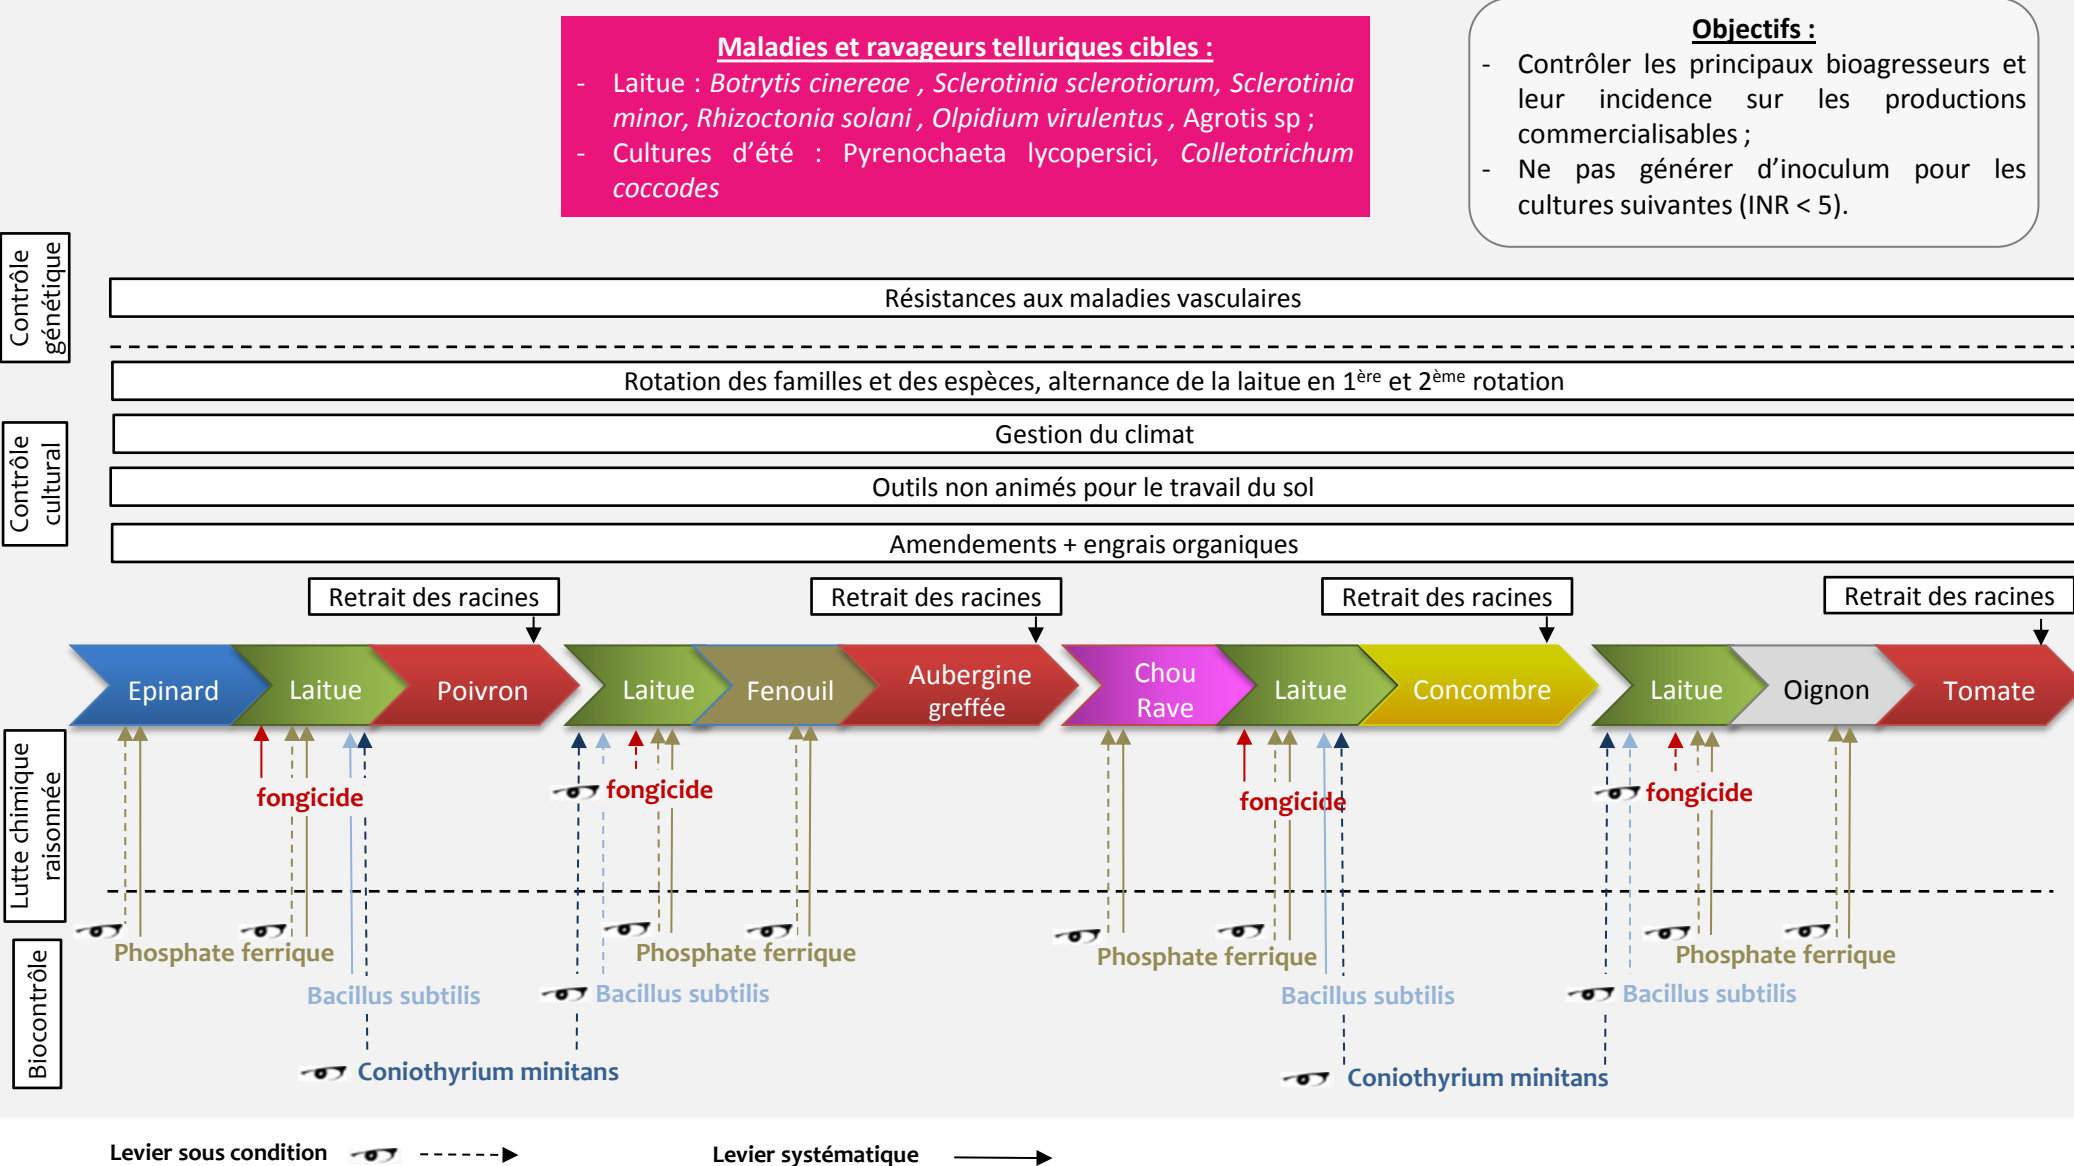 Maladies et ravageurs telluriques cibles :
- Laitue : Botrytis cinereae , Sclerotinia sclerotiorum, Sclerotinia
minor, Rhizoctonia solani , Olpidium virulentus , Agrotis sp ;
- Cultures d'été : Pyrenochaeta lycopersici, Colletotrichum
coccodes
Objectifs :
- Contrôler les principaux bioagresseurs et
leur incidence sur les productions
commercialisables ;
- Ne pas générer d'inoculum pour les
cultures suivantes (INR < 5).
Contrôle
génétique
Résistances aux maladies vasculaires
Rotation des familles et des espèces, alternance de la laitue en 1ère et 2ème rotation
Contrôle
cultural
Gestion du climat
Outils non animés pour le travail du sol
Amendements + engrais organiques
Retrait des racines
Retrait des racines
Retrait des racines
Retrait des racines
Epinard
Laitue
Poivron
Laitue
Fenouil
Aubergine
greffée
Chou
Rave
Laitue
Concombre
Laitue
Oignon
Tomate
Lutte chimique
raisonnée
fongicide
fongicide
fongicide
fongicide
Biocontrôle
Phosphate ferrique
Phosphate ferrique
Phosphate ferrique
Phosphate ferrique
Bacillus subtilis
Bacillus subtilis
Bacillus subtilis
Bacillus subtilis
Coniothyrium minitans
Coniothyrium minitans
Levier sous condition
Levier systématique